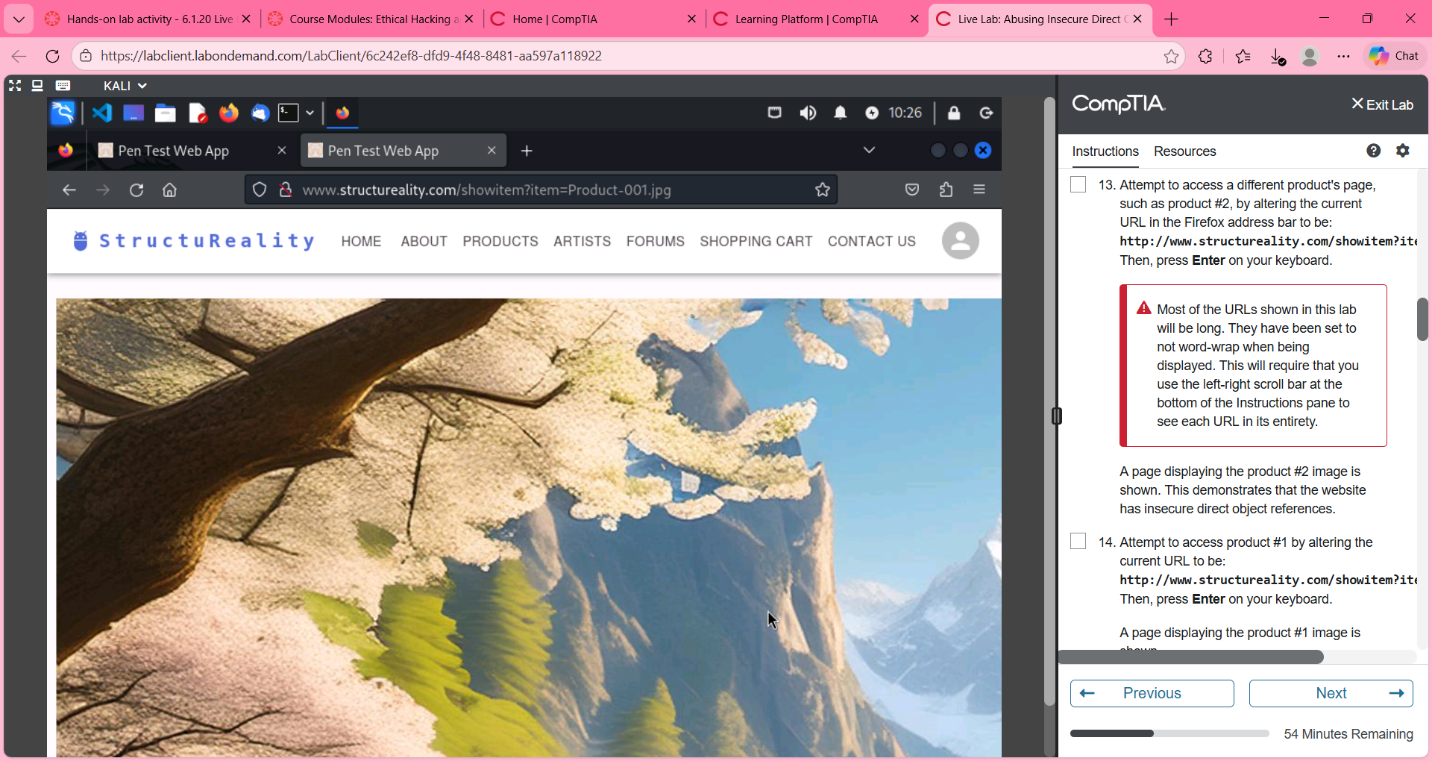 Hands-on lab activity - 6.1.20 Live
Course Modules: Ethical Hacking a
Home | CompTIA
Learning Platform | CompTIA
Live Lab: Abusing Insecure Direct O
https://labclient.labondemand.com/LabClient/6c242ef8-dfd9-4f48-8481-aa597a118922
Chat
KALI
10:26
Pen Test Web App
Pen Test Web App
www.structureality.com/showitem?item=Product-001.jpg
StructuReality
HOME
ABOUT
PRODUCTS
ARTISTS
FORUMS
SHOPPING CART
CONTACT US
CompTIA.
Exit Lab
Instructions
Resources
13. Attempt to access a different product's page,
such as product #2, by altering the current
URL in the Firefox address bar to be:
http://www.structureality.com/showitem?ite
Then, press Enter on your keyboard.
Most of the URLs shown in this lab
will be long. They have been set to
not word-wrap when being
displayed. This will require that you
use the left-right scroll bar at the
bottom of the Instructions pane to
see each URL in its entirety.
A page displaying the product #2 image is
shown. This demonstrates that the website
has insecure direct object references.
14. Attempt to access product #1 by altering the
current URL to be:
http://www.structureality.com/showitem?ite
Then, press Enter on your keyboard.
A page displaying the product #1 image is
shown.
Previous
Next
54 Minutes Remaining